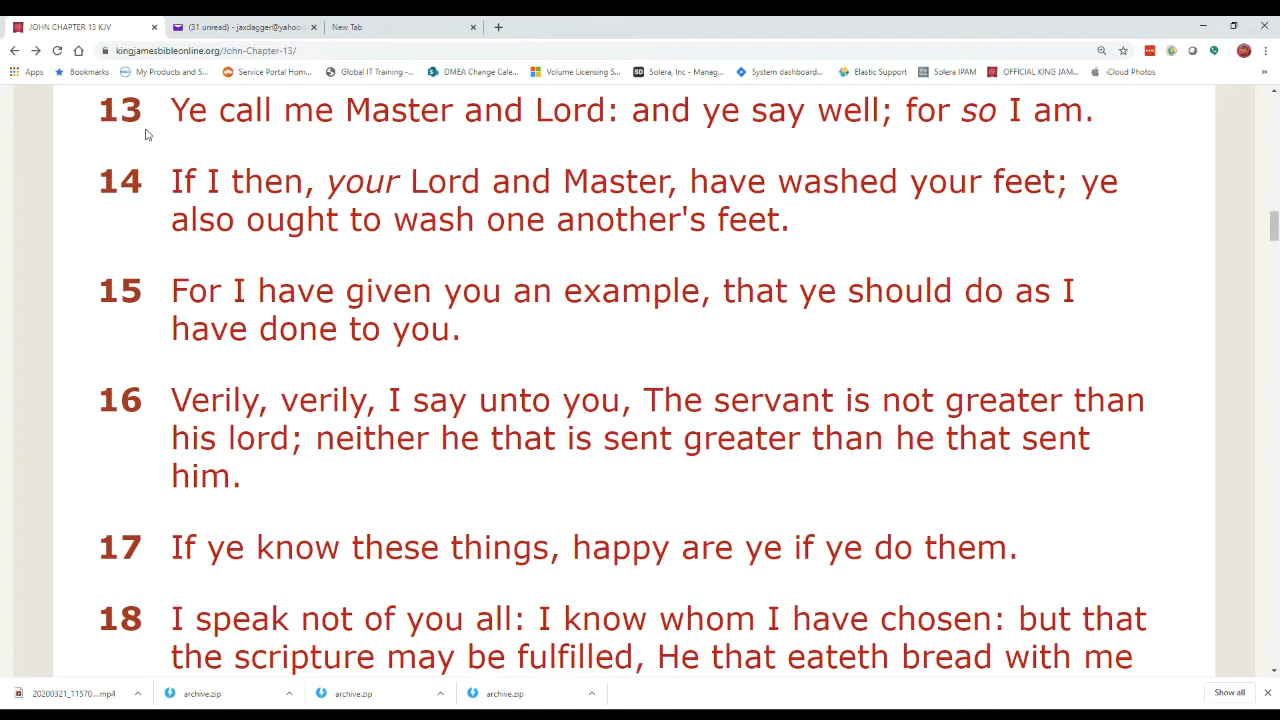 JOHN CHAPTER 13 KJV
(31 unread) - jaxdagger@yahoo.
New Tab
kingjamesbibleonline.org/John-Chapter-13/
Apps Bookmarks My Products and S... Service Portal Hom... Global IT Training -... DMEA Change Cale... Volume Licensing S... SD Solera, Inc - Manag... System dashboard... Elastic Support Solera IPAM OFFICIAL KING JAM... iCloud Photos »
13 Ye call me Master and Lord: and ye say well; for so I am.
14 If I then, your Lord and Master, have washed your feet; ye
also ought to wash one another's feet.
15 For I have given you an example, that ye should do as I
have done to you.
16 Verily, verily, I say unto you, The servant is not greater than
his lord; neither he that is sent greater than he that sent
him.
17 If ye know these things, happy are ye if ye do them.
18 I speak not of you all: I know whom I have chosen: but that
the scripture may be fulfilled, He that eateth bread with me
20200321_11570....mp4 archive.zip archive.zip archive.zip Show all